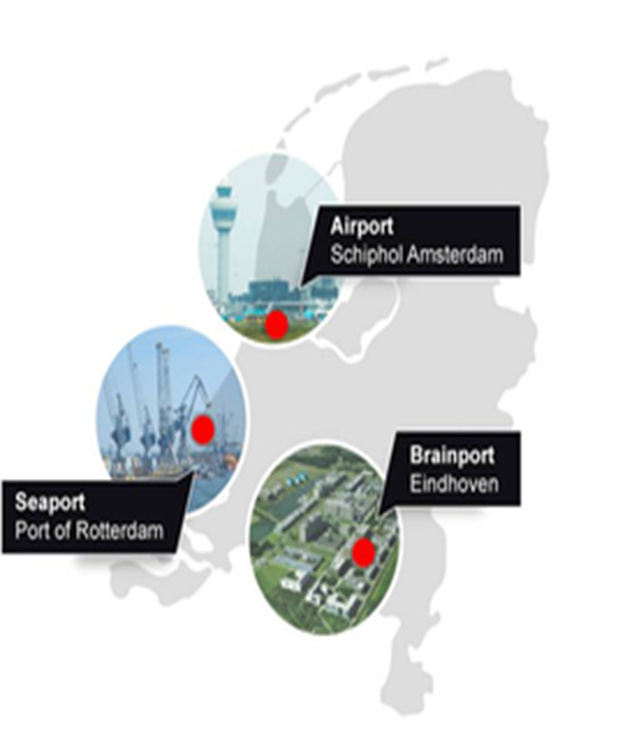 Airport
Schiphol Amsterdam
Brainport
Eindhoven
Seaport
Port of Rotterdam